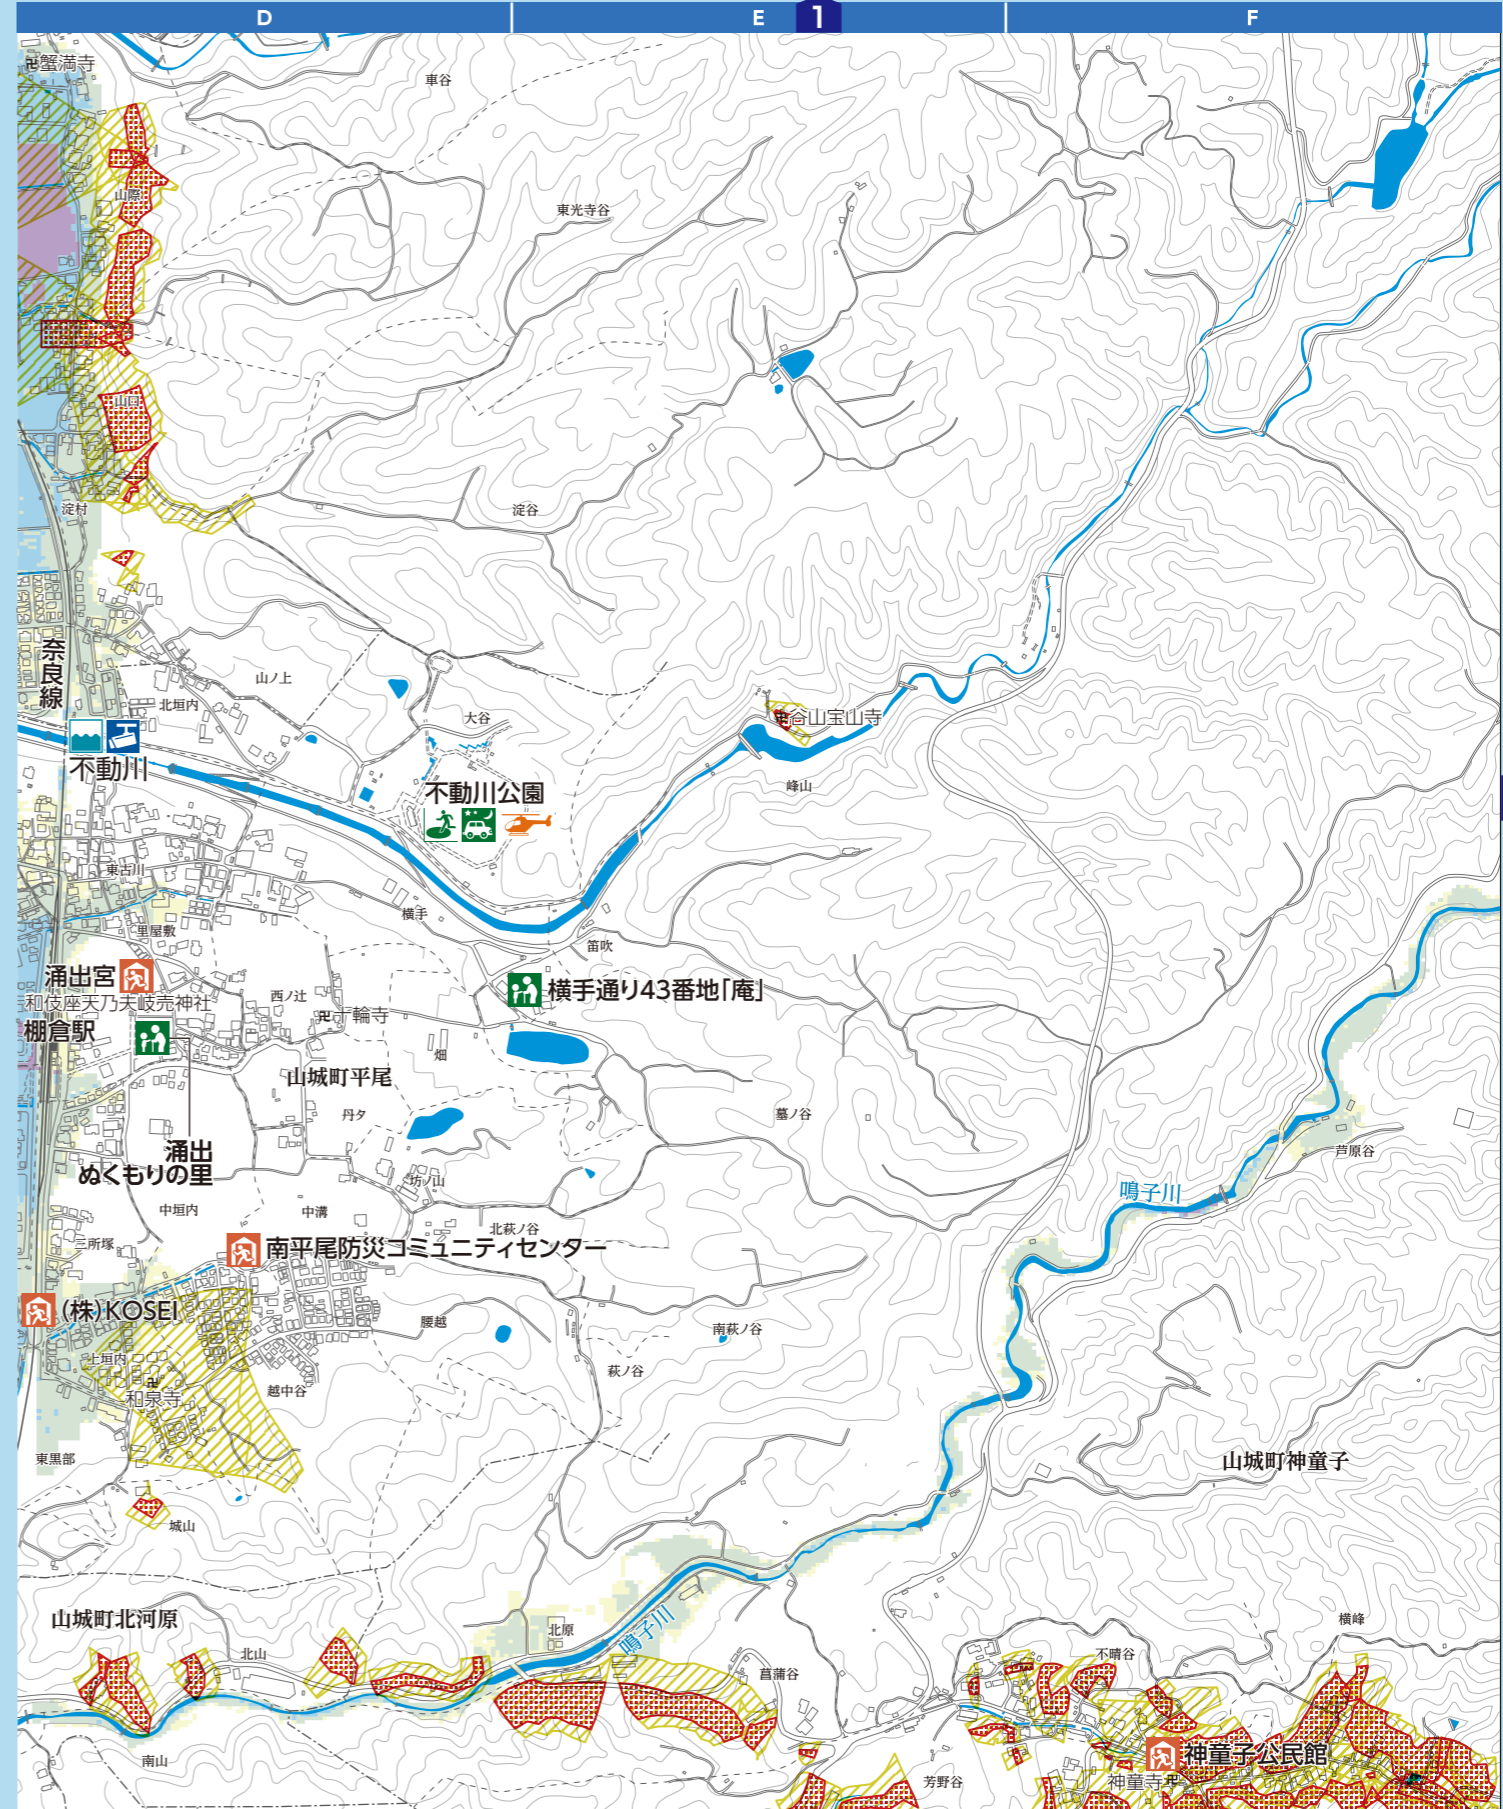 D
E
1
F
蟹満寺
車谷
山際
東光寺谷
山口
淀村
淀谷
奈良線
山ノ上
北垣内
大谷
谷山宝山寺
不動川
不動川公園
峰山
東古川
横手
里屋敷
笛吹
涌出宮
和伎座天乃夫岐売神社
西ノ辻
横手通り43番地「庵」
棚倉駅
十輪寺
畑
山城町平尾
丹タ
墓ノ谷
涌出
ぬくもりの里
芦原谷
坊ノ山
鳴子川
中垣内
中溝
北萩ノ谷
三所塚
南平尾防災コミュニティセンター
(株)KOSEI
腰越
南萩ノ谷
上垣内
萩ノ谷
和泉寺
越中谷
東黒部
山城町神童子
城山
山城町北河原
北原
鳴子川
横峰
北山
不晴谷
菖蒲谷
南山
神童子公民館
芳野谷
神童寺